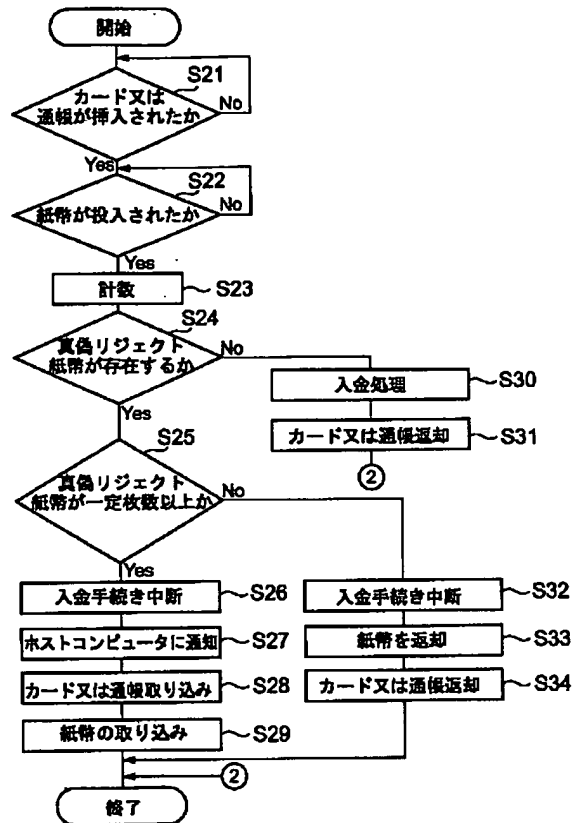 開始
S21
カード又は
通帳が挿入されたか
No
Yes
S22
紙幣が投入されたか
No
Yes
計数
S23
S24
真偽リジェクト
紙幣が存在するか
No
Yes
入金処理
S30
カード又は通帳返却
S31
2
S25
真偽リジェクト
紙幣が一定枚数以上か
No
Yes
入金手続き中断
S26
ホストコンピュータに通知
S27
カード又は通帳取り込み
S28
紙幣の取り込み
S29
入金手続き中断
S32
紙幣を返却
S33
カード又は通帳返却
S34
2
終了